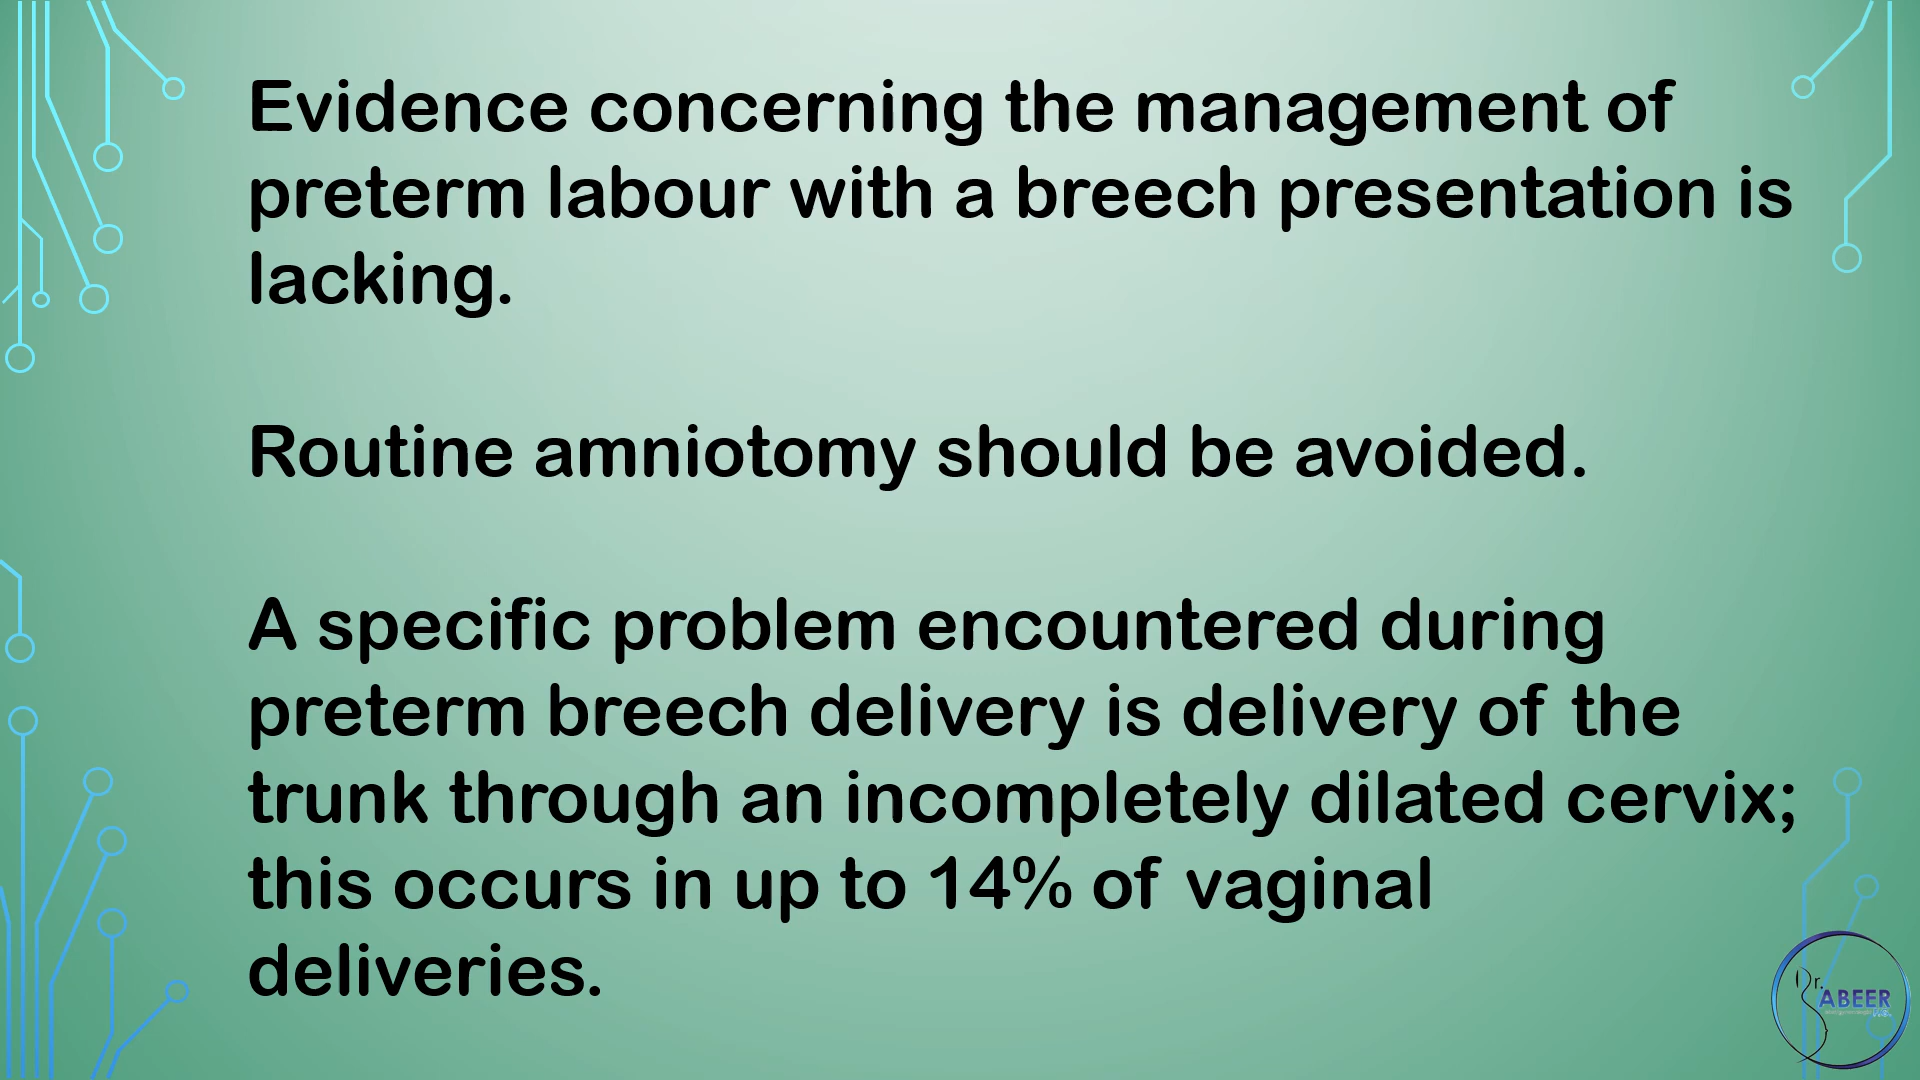 Evidence concerning the management of
preterm labour with a breech presentation is
lacking.
Routine amniotomy should be avoided.
A specific problem encountered during
preterm breech delivery is delivery of the
trunk through an incompletely dilated cervix;
this occurs in up to 14% of vaginal
deliveries.
Dr.
ABEER